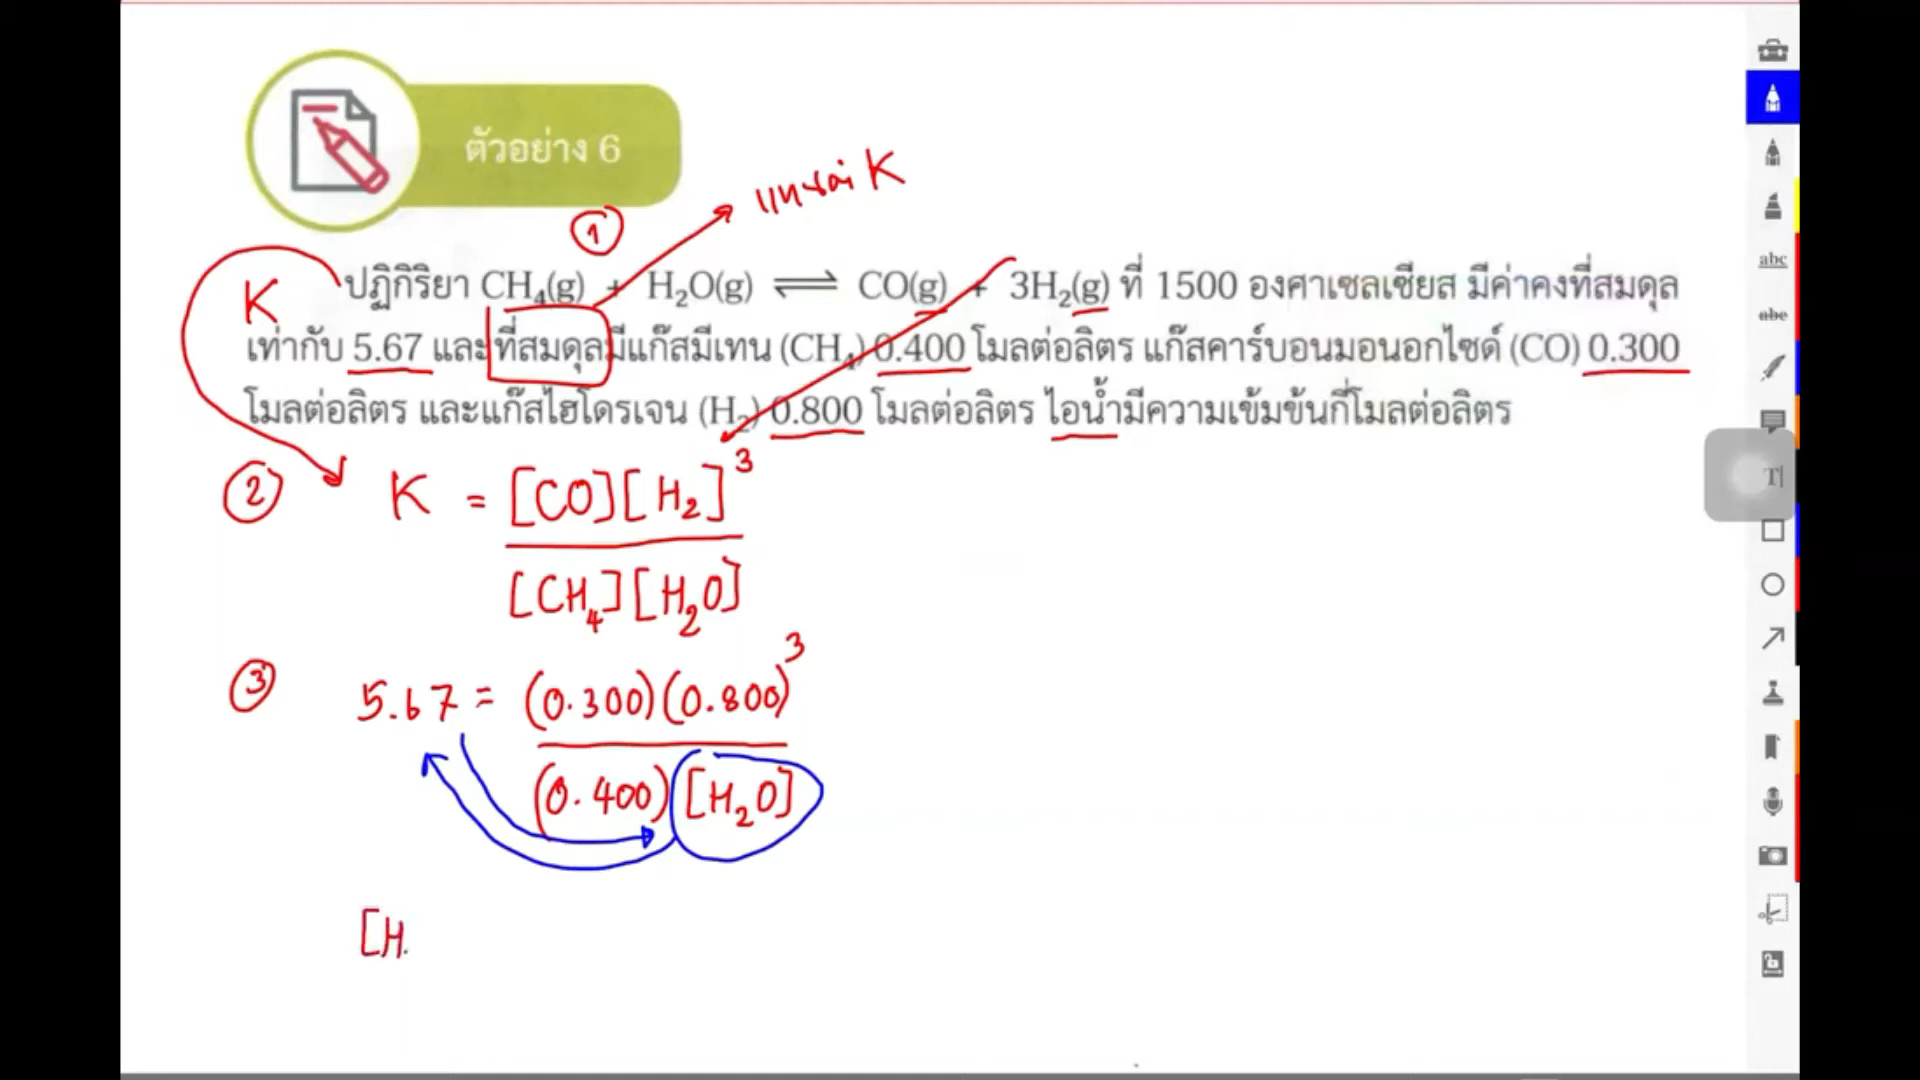 ตัวอย่าง 6
① แทนค่า K
K ปฏิกิริยา CH₄(g) + H₂O(g) ⇌ CO(g) + 3H₂(g) ที่ 1500 องศาเซลเซียส มีค่าคงที่สมดุล
เท่ากับ 5.67 และ ที่สมดุลมีแก๊สมีเทน (CH₄) 0.400 โมลต่อลิตร แก๊สคาร์บอนมอนอกไซด์ (CO) 0.300
โมลต่อลิตร และแก๊สไฮโดรเจน (H₂) 0.800 โมลต่อลิตร ไอน้ำมีความเข้มข้นกี่โมลต่อลิตร
② K = [CO][H₂]³
[CH₄][H₂O]
③ 5.67 = (0.300)(0.800)³
(0.400)[H₂O]
[H
abc
abc
T